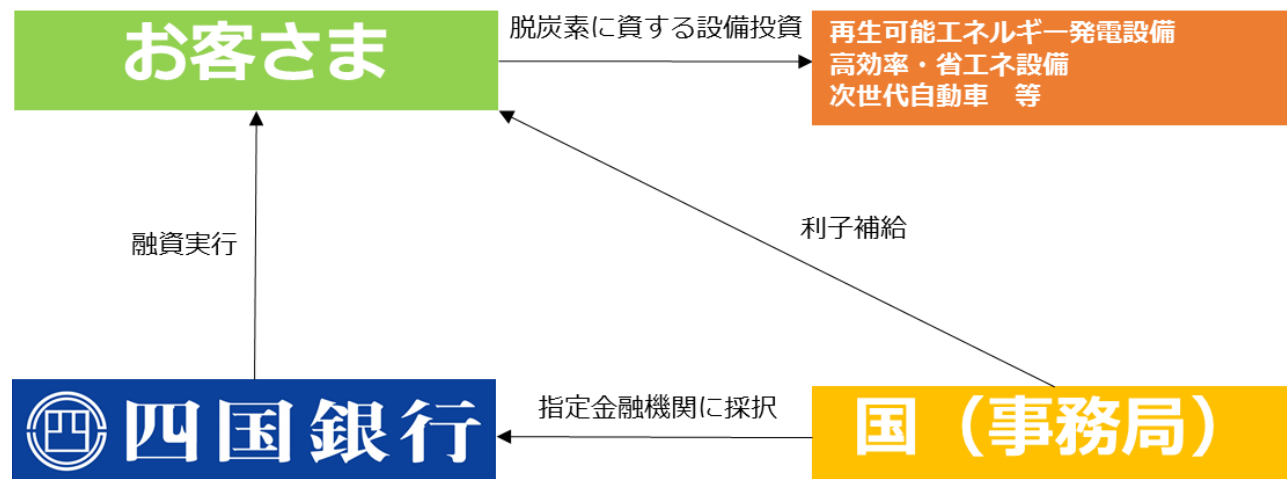 お客さま
脱炭素に資する設備投資
再生可能エネルギー発電設備
高効率・省エネ設備
次世代自動車　等
融資実行
利子補給
四 四国銀行
指定金融機関に採択
国（事務局）